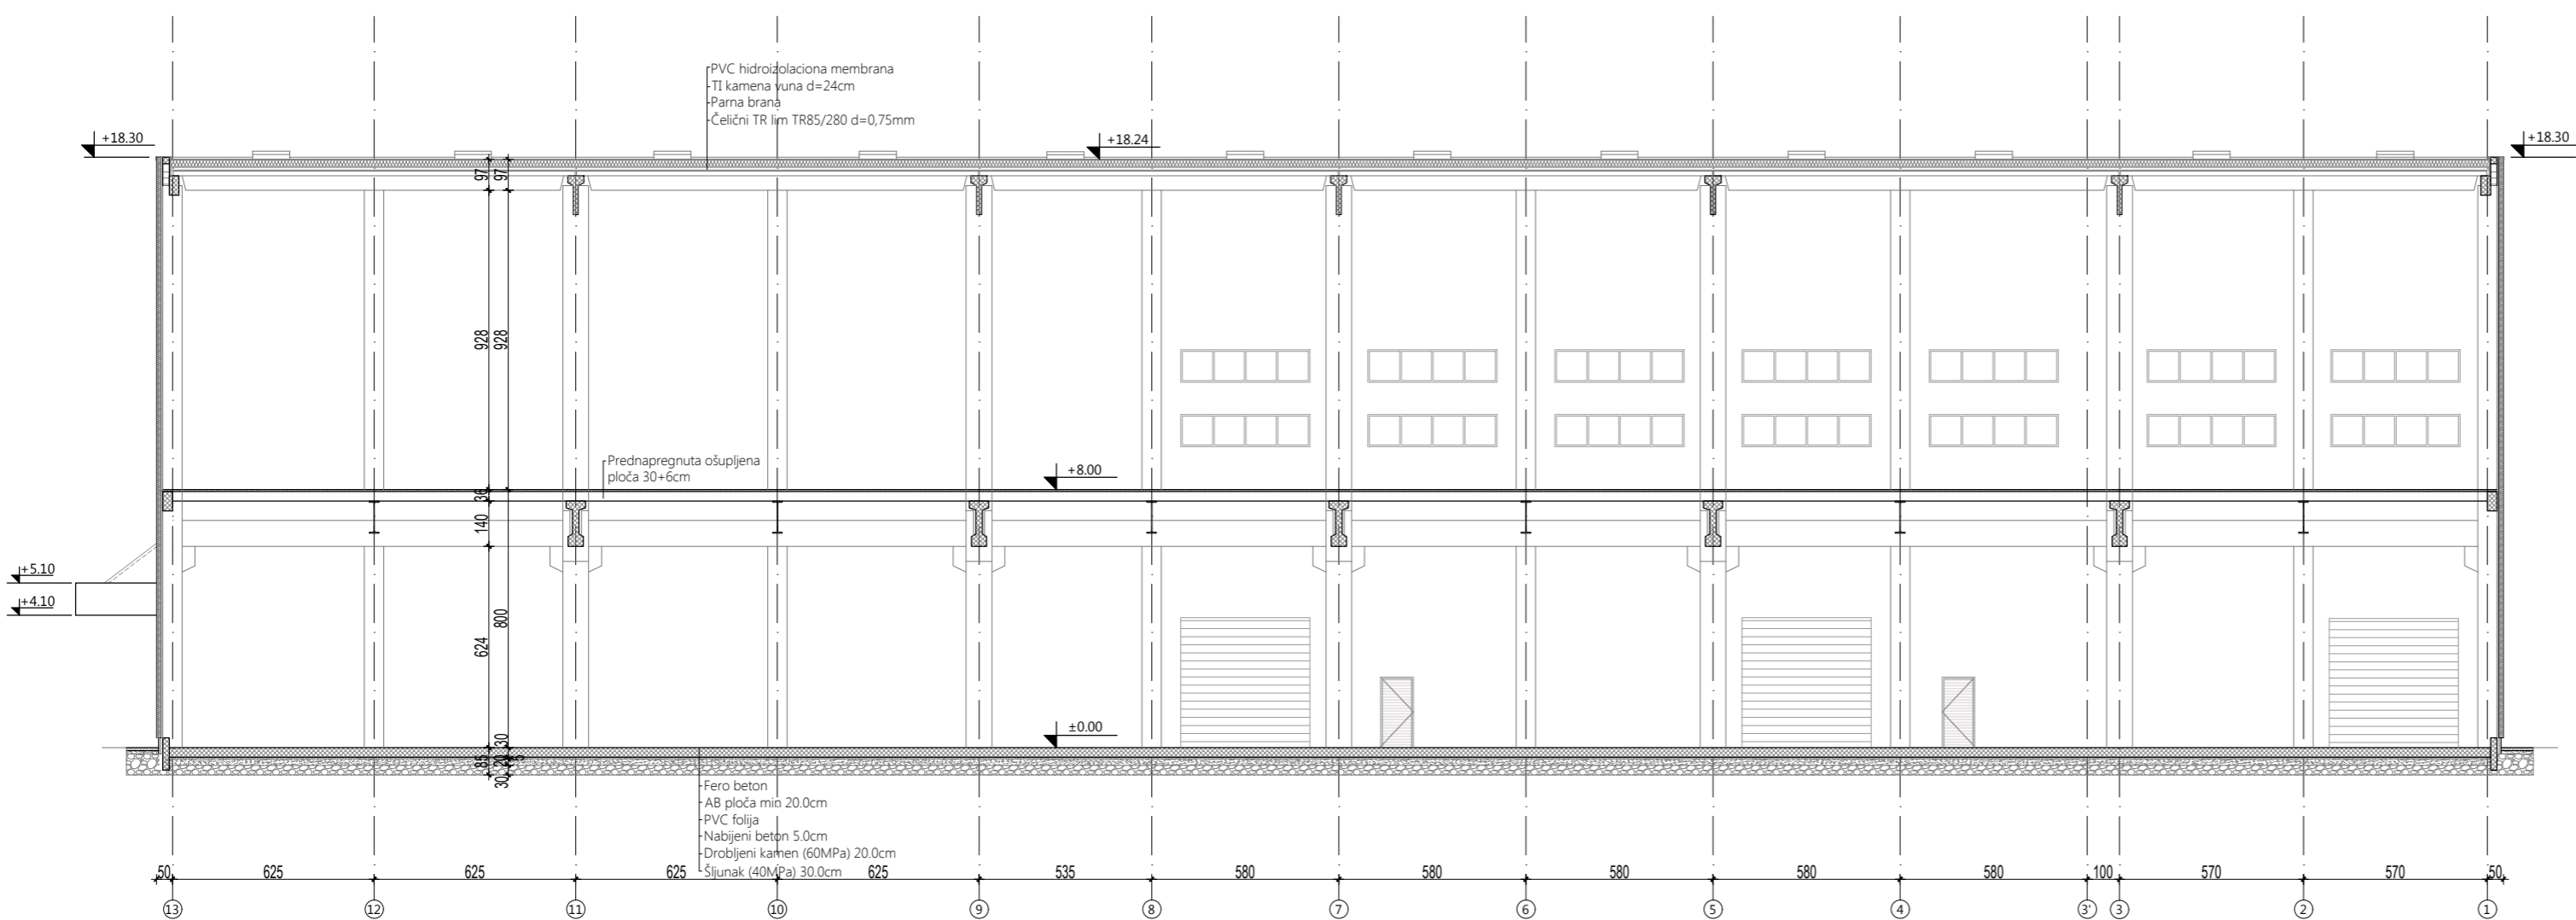 PVC hidroizolaciona membrana
TI kamena vuna d=24cm
Parna brana
Čelični TR lim TR85/280 d=0,75mm
+18.30
+18.24
+18.30
97
97
928
928
Prednapregnuta ošupljena
ploča 30+6cm
+8.00
36
140
+5.10
+4.10
800
624
±0.00
30
85
20
5
30
Fero beton
AB ploča min 20.0cm
PVC folija
Nabijeni beton 5.0cm
Drobljeni kamen (60MPa) 20.0cm
Šljunak (40MPa) 30.0cm
50 625 625 625 625 535 580 580 580 580 580 100 570 570 50
13 12 11 10 9 8 7 6 5 4 3' 3 2 1